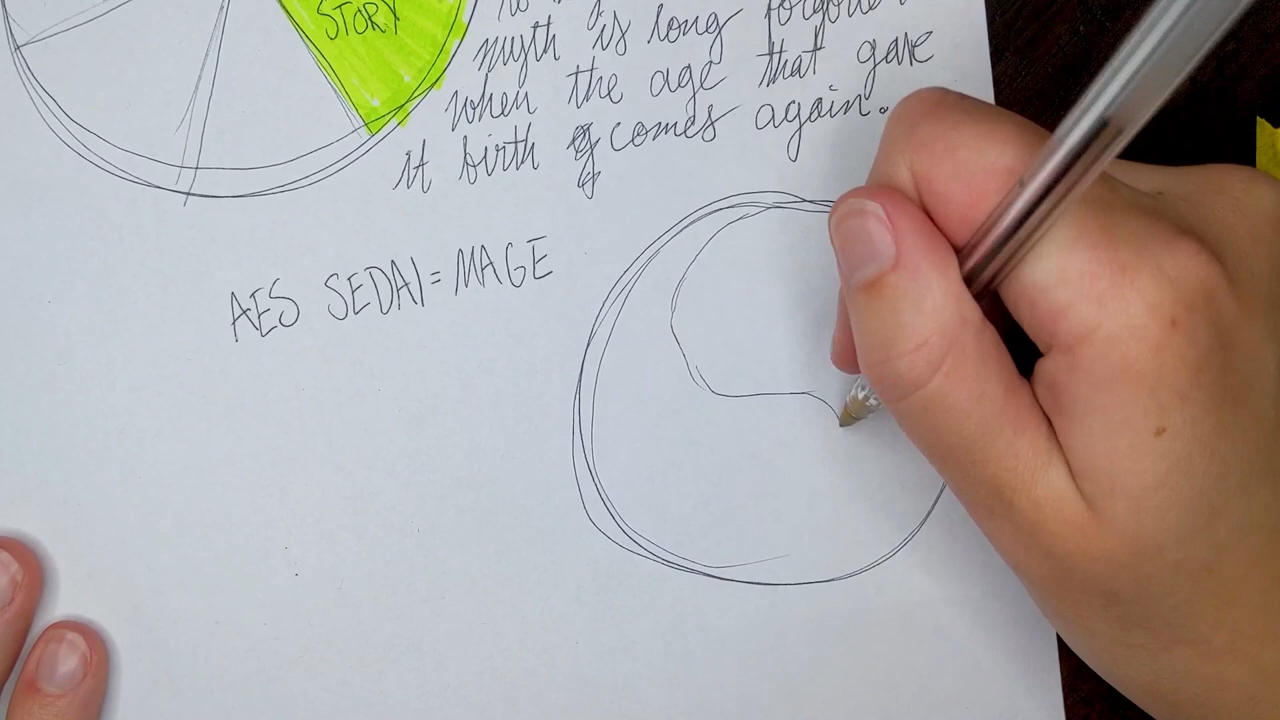 STORY
myth is long
when the age that gave
it birth comes again.
AES SEDAI = MAGE